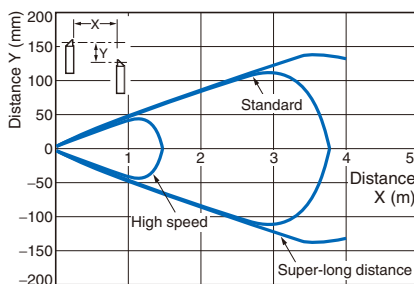 Distance Y (mm)
200
150
100
50
0
−50
−100
−150
−200
X
Y
Standard
High speed
Super-long distance
1
2
3
4
5
Distance
X (m)